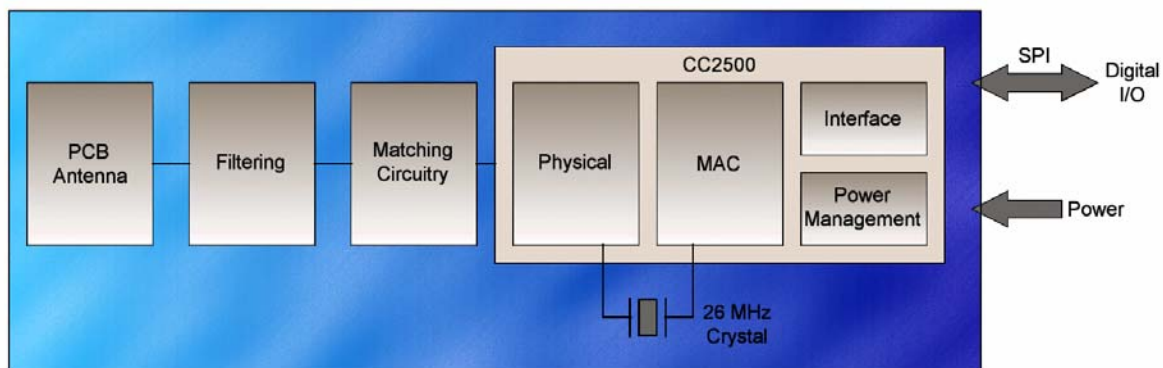 CC2500
SPI
Digital
I/O
PCB
Antenna
Filtering
Matching
Circuitry
Physical
MAC
Interface
Power
Management
Power
26 MHz
Crystal